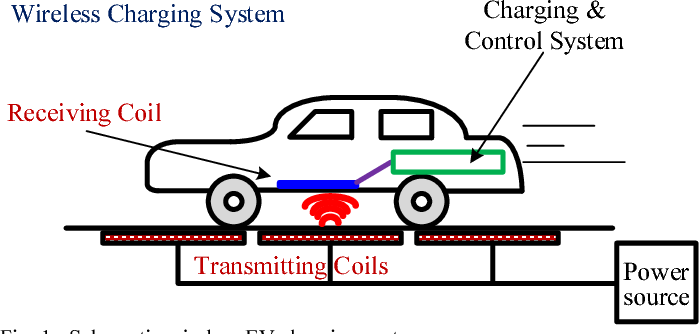 Wireless Charging System
Charging &
Control System
Receiving Coil
Transmitting Coils
Power
source